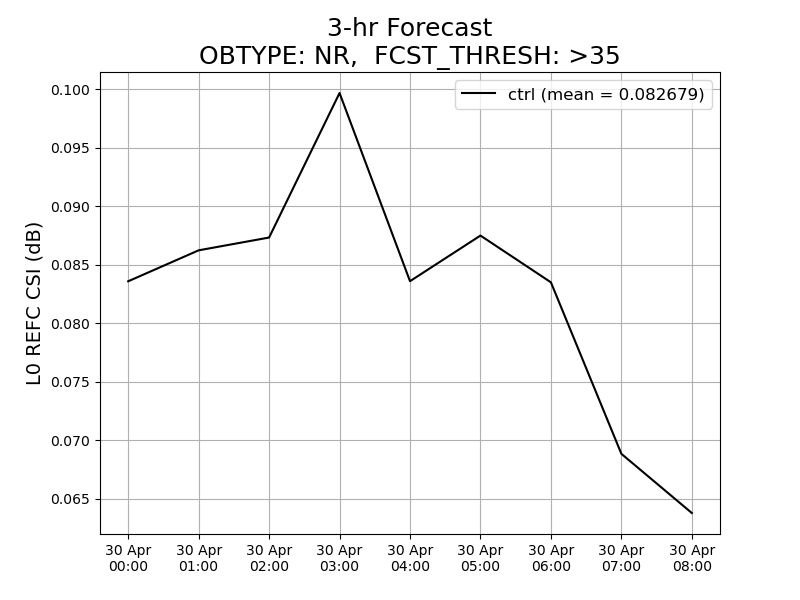 3-hr Forecast
OBTYPE: NR,  FCST_THRESH: >35
ctrl (mean = 0.082679)
L0 REFC CSI (dB)
0.100
0.095
0.090
0.085
0.080
0.075
0.070
0.065
30 Apr 30 Apr 30 Apr 30 Apr 30 Apr 30 Apr 30 Apr 30 Apr 30 Apr
00:00 01:00 02:00 03:00 04:00 05:00 06:00 07:00 08:00